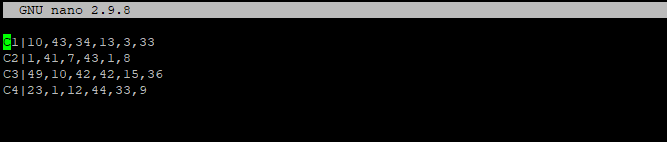 GNU nano 2.9.8
C1|10,43,34,13,3,33
C2|1,41,7,43,1,8
C3|49,10,42,42,15,36
C4|23,1,12,44,33,9